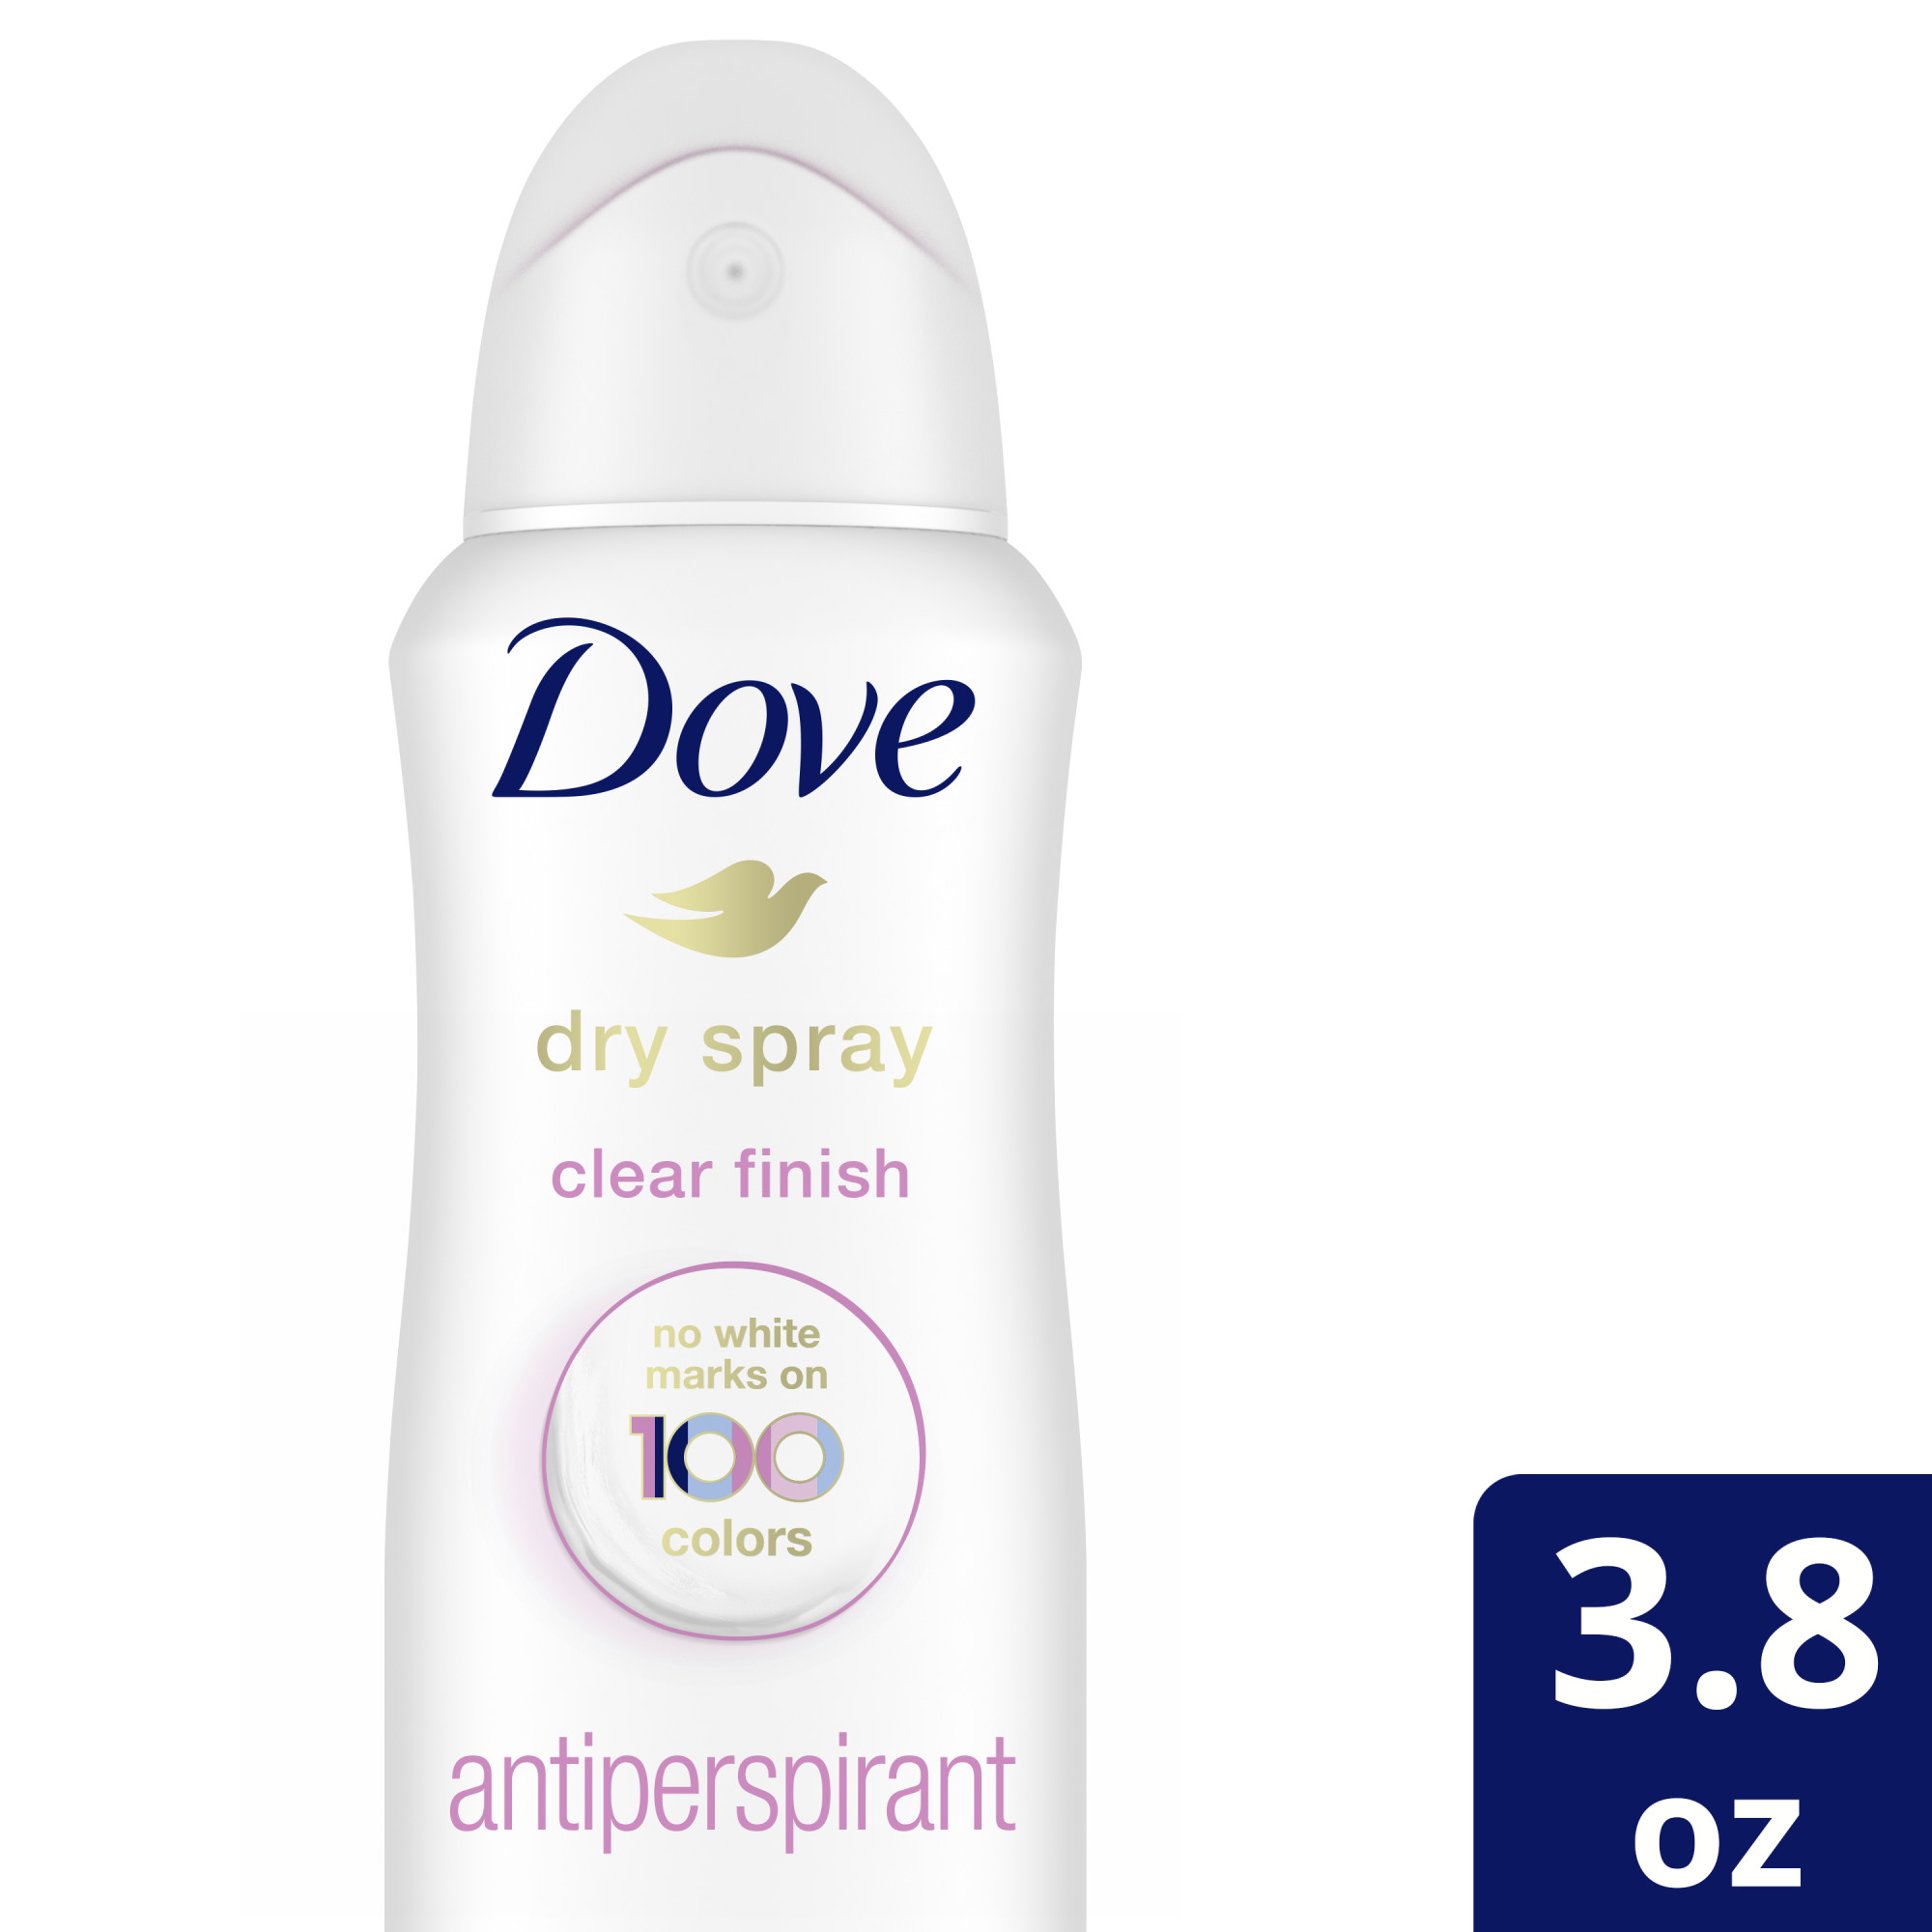 Dove
dry spray
clear finish
no white
marks on
100
colors
antiperspirant
3.8
oz